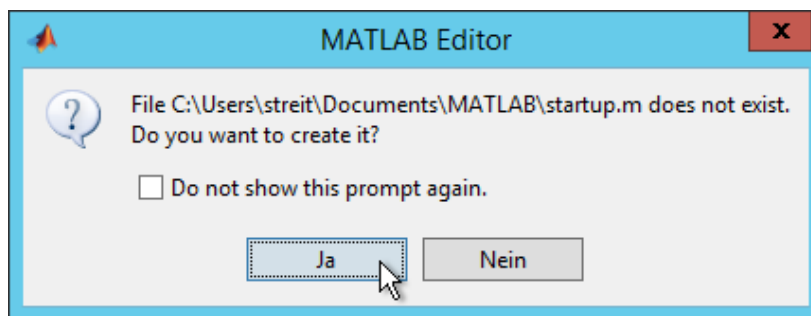 MATLAB Editor
x
File C:\Users\streit\Documents\MATLAB\startup.m does not exist.
Do you want to create it?
Do not show this prompt again.
Ja
Nein